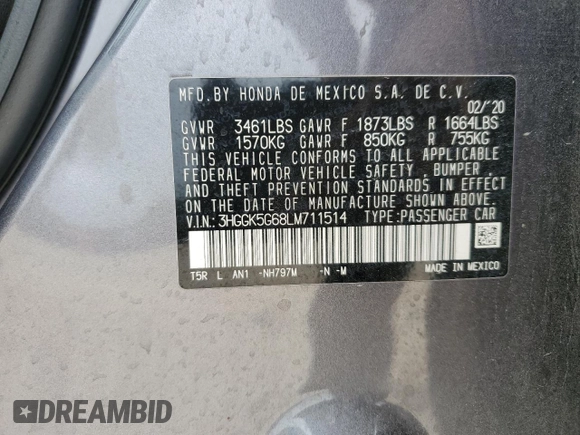 MFD. BY HONDA DE MEXICO S.A. DE C.V.
02/'20
GVWR 3461LBS GAWR F 1873LBS R 1664LBS
GVWR 1570KG GAWR F 850KG R 755KG
THIS VEHICLE CONFORMS TO ALL APPLICABLE
FEDERAL MOTOR VEHICLE SAFETY, BUMPER,
AND THEFT PREVENTION STANDARDS IN EFFECT
ON THE DATE OF MANUFACTURE SHOWN ABOVE.
V.I.N.: 3HGGK5G68LM711514 TYPE: PASSENGER CAR
T5R L AN1 -NH797M -N -M MADE IN MEXICO
DREAMBID